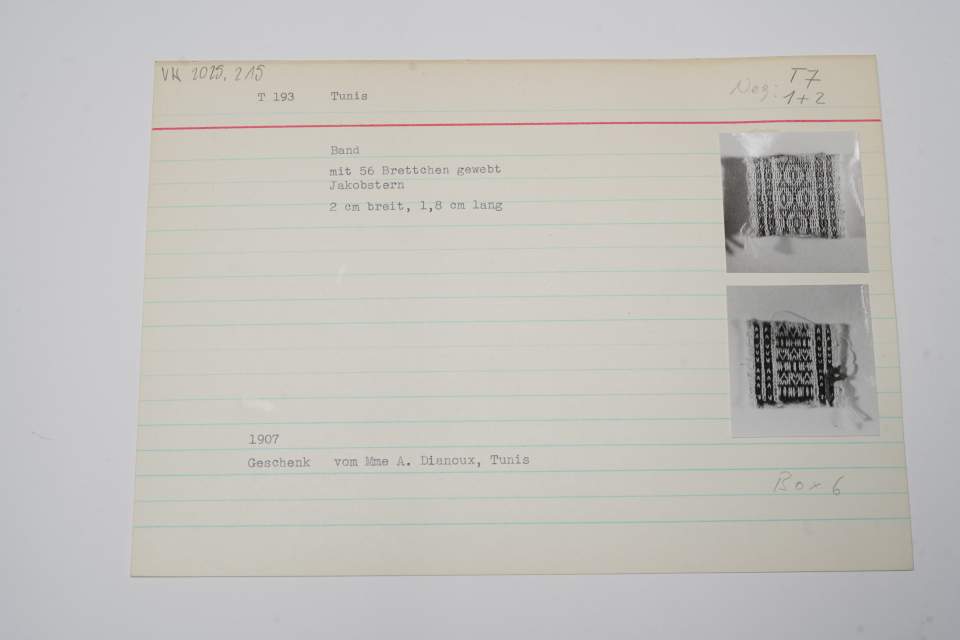 VK 2025, 215
T 193 Tunis
Neg: T7
1+2
Band
mit 56 Brettchen gewebt
Jakobstern
2 cm breit, 1,8 cm lang
1907
Geschenk vom Mme A. Dianoux, Tunis
Box 6